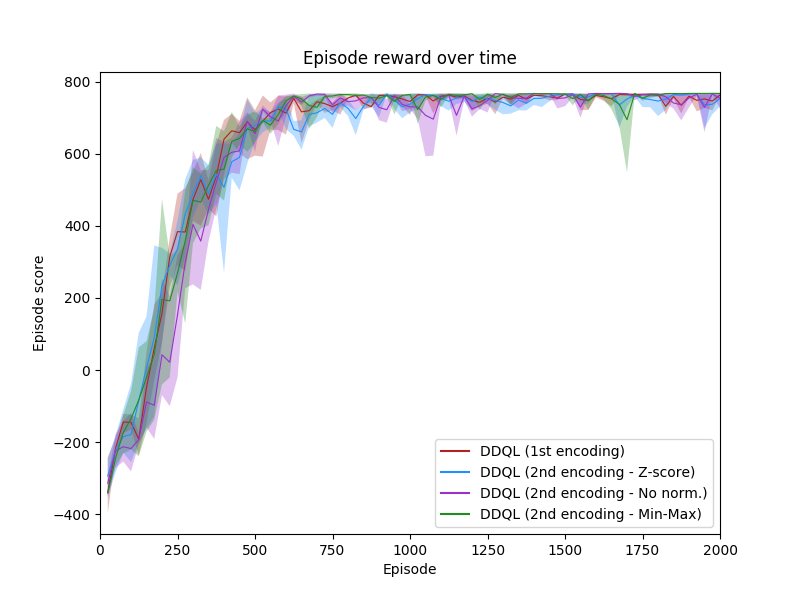 Episode reward over time
800
600
400
200
0
−200
−400
Episode score
0
250
500
750
1000
1250
1500
1750
2000
Episode
DDQL (1st encoding)
DDQL (2nd encoding - Z-score)
DDQL (2nd encoding - No norm.)
DDQL (2nd encoding - Min-Max)